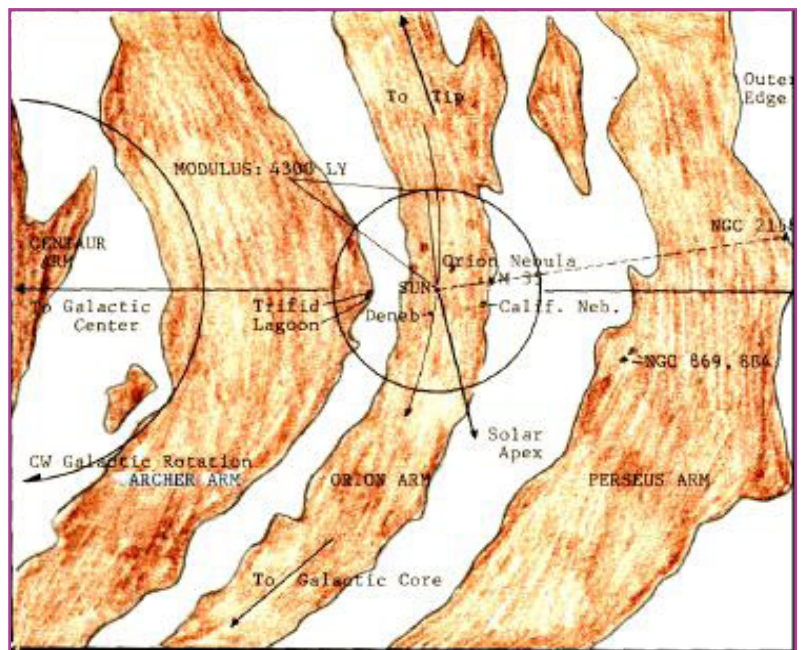 Outer
Edge
To Tip
MODULUS: 4300 LY
NGC 2168
CENTAUR
ARM
Orion Nebula
M 35
SUN
To Galactic
Center
Trifid
Lagoon
Deneb
Calif. Neb.
NGC 869, 884
Solar
Apex
CW Galactic Rotation
ARCHER ARM
ORION ARM
PERSEUS ARM
To Galactic Core